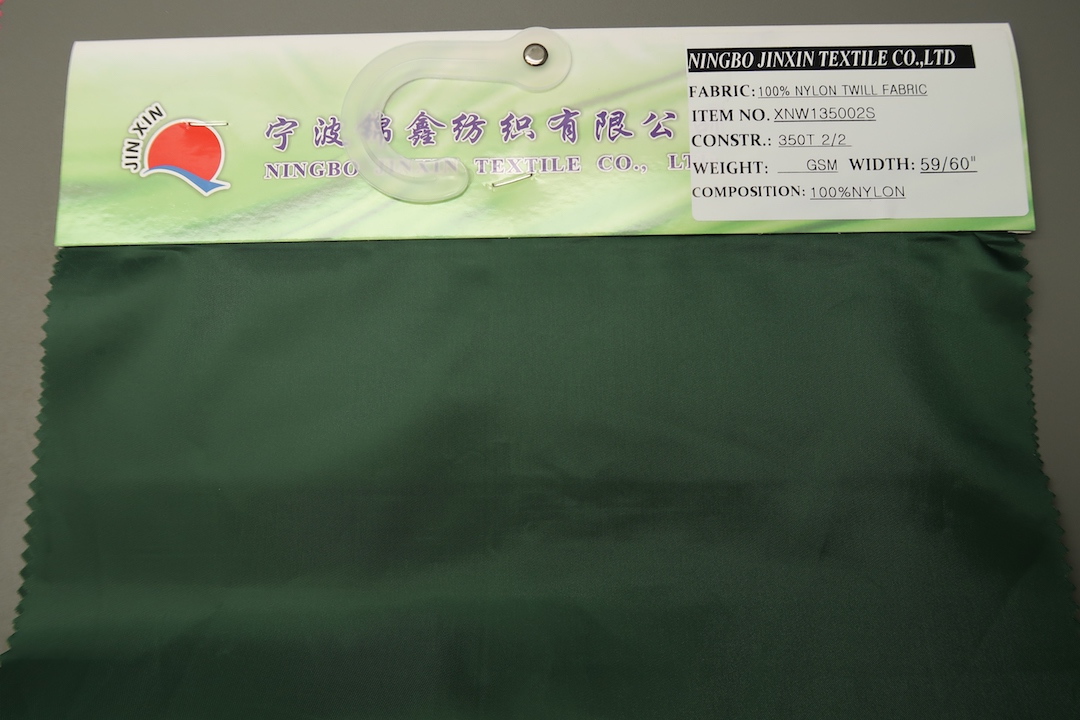 JIN XIN
宁波锦鑫纺织有限公
NINGBO JINXIN TEXTILE CO., LT
NINGBO JINXIN TEXTILE CO.,LTD
FABRIC: 100% NYLON TWILL FABRIC
ITEM NO. XNW135002S
CONSTR.: 350T 2/2
WEIGHT: GSM WIDTH: 59/60"
COMPOSITION: 100%NYLON